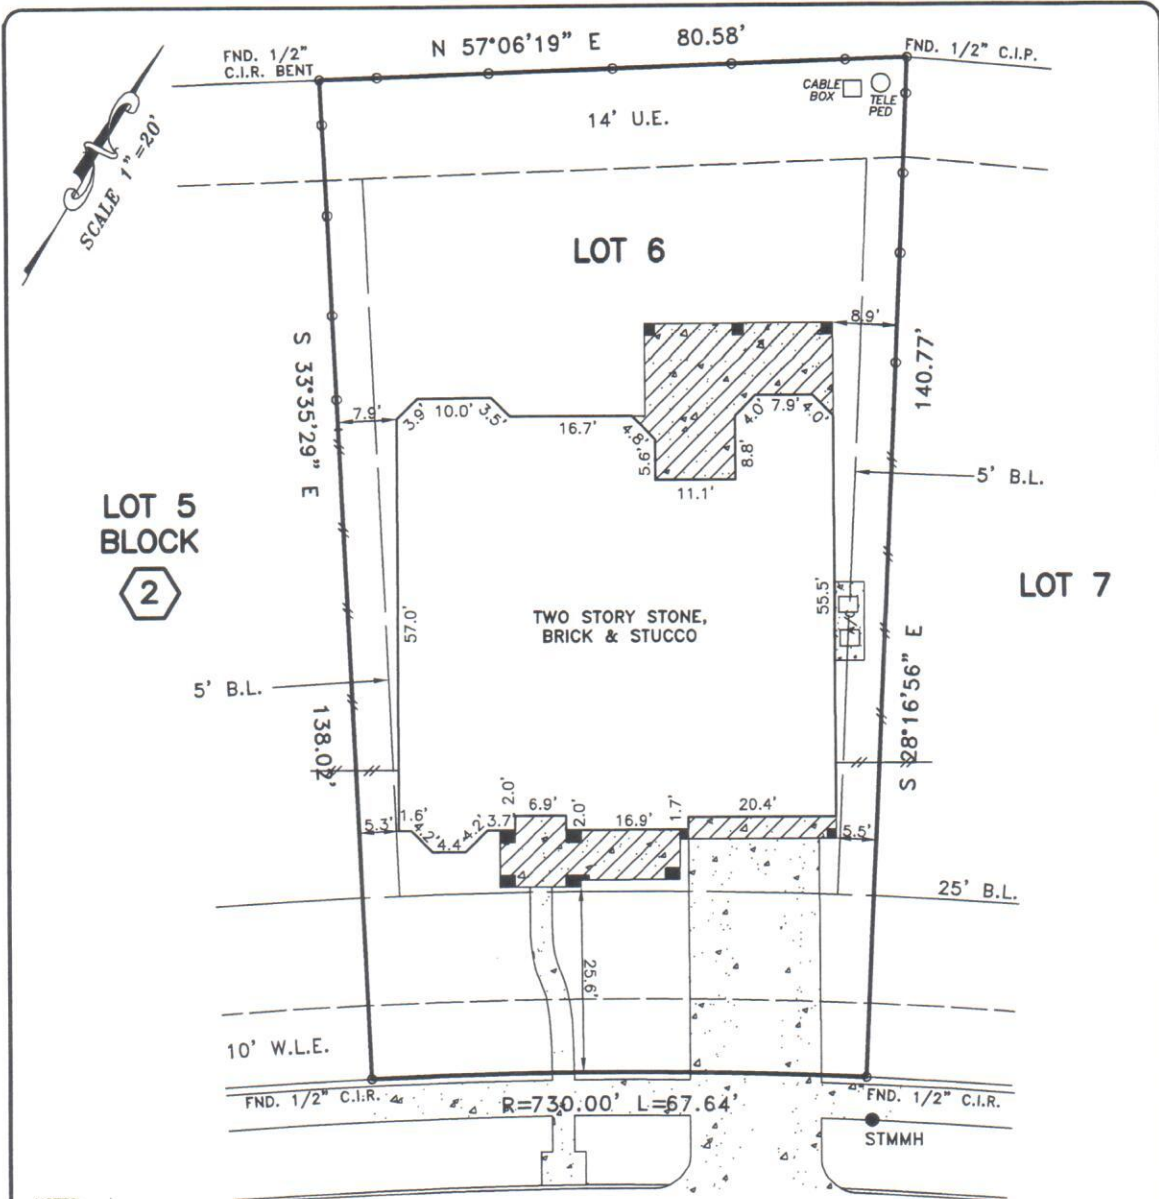 N 57°06'19" E 80.58'
FND. 1/2"
C.I.R. BENT
FND. 1/2" C.I.P.
CABLE
BOX
TELE
PED
14' U.E.
SCALE 1"=20'
LOT 6
8.9'
S 33°35'29" E
140.77'
7.9'
3.9'
10.0'
3.5'
16.7'
4.8'
5.6'
11.1'
8.8'
4.0'
7.9'
4.0'
5' B.L.
LOT 5
BLOCK
2
LOT 7
57.0'
TWO STORY STONE,
BRICK & STUCCO
55.5'
5' B.L.
138.02'
S 28°16'56" E
5.3'
1.6'
4.2'
4.4'
4.2'
3.7'
2.0'
6.9'
2.0'
16.9'
1.7'
20.4'
5.5'
25' B.L.
25.6'
10' W.L.E.
FND. 1/2" C.I.R.
R=730.00' L=67.64'
FND. 1/2" C.I.R.
STMMH